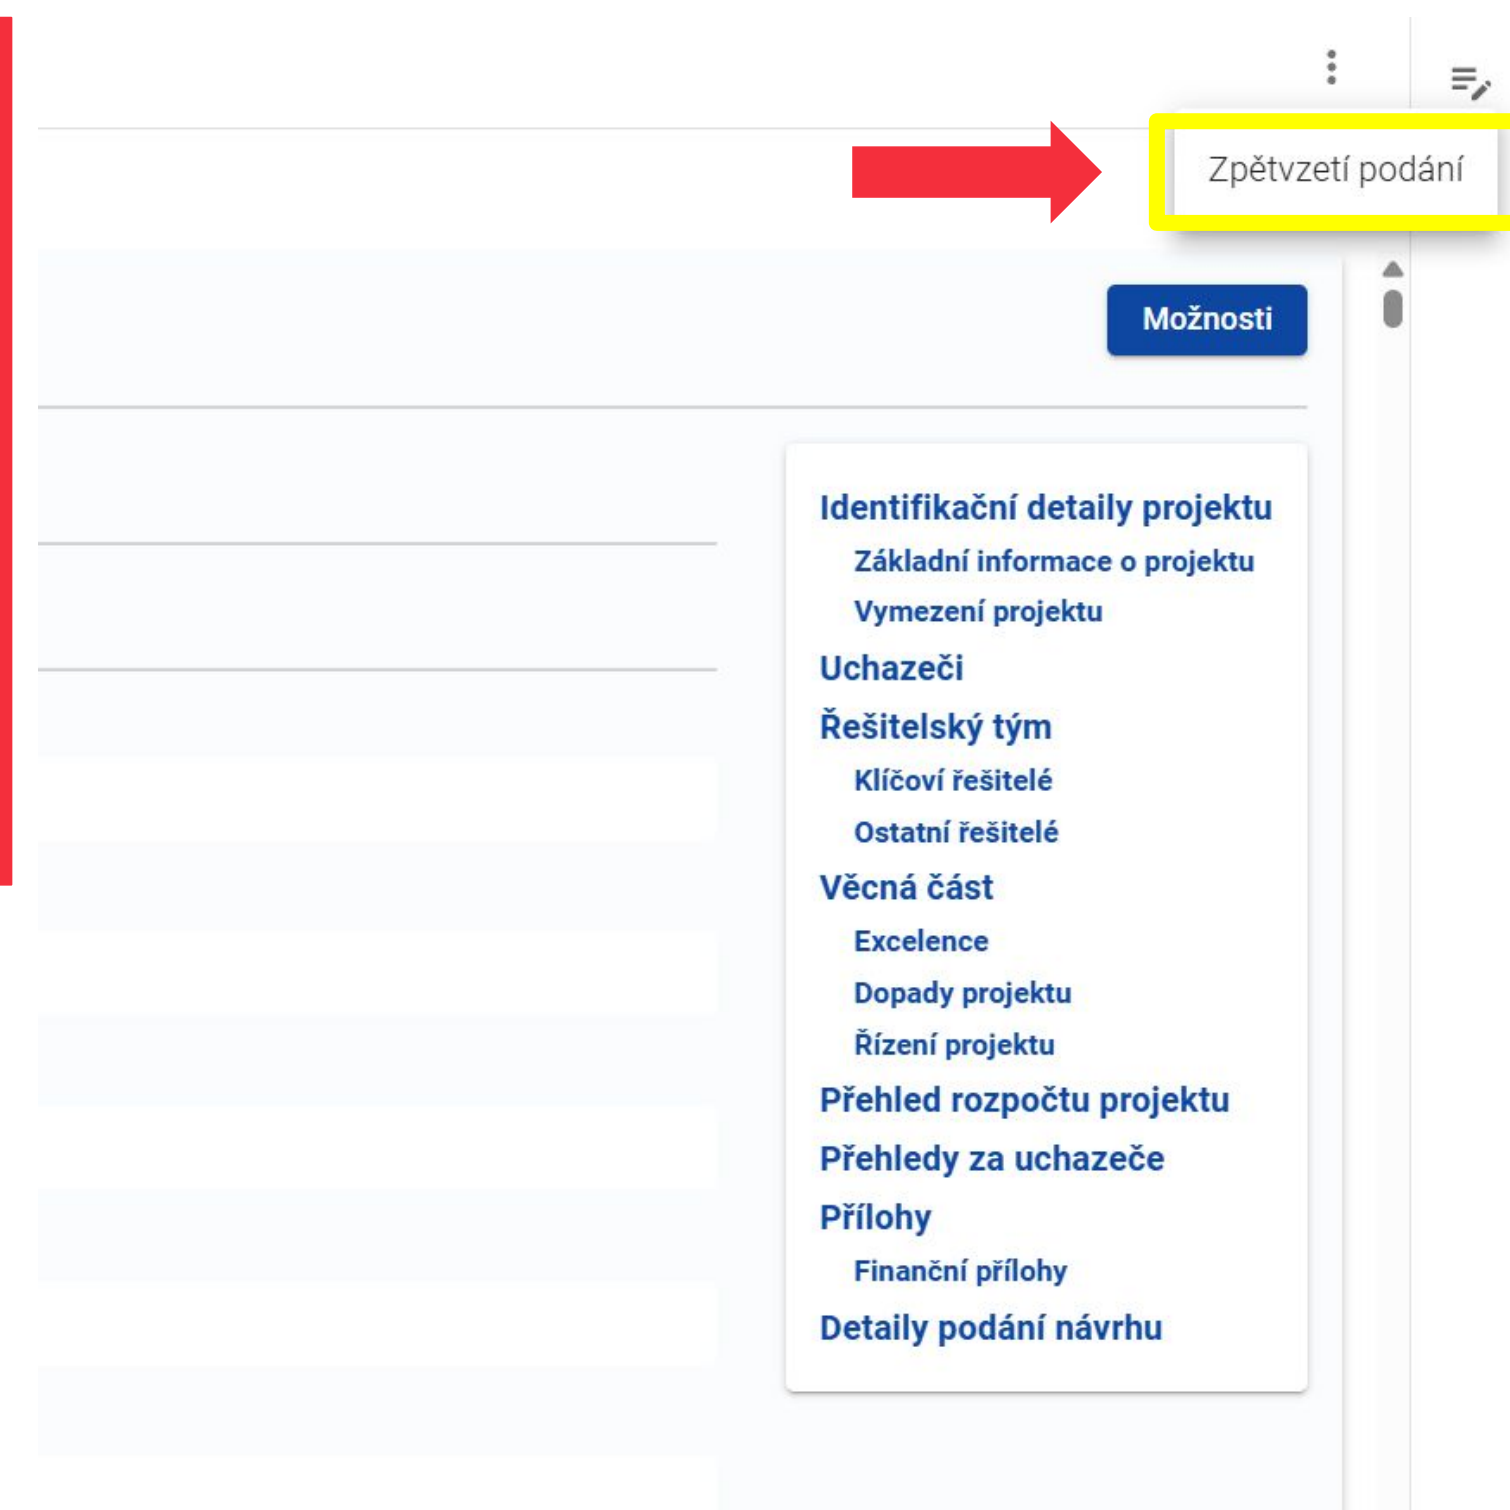 Zpětvzetí podání
Možnosti
Identifikační detaily projektu
Základní informace o projektu
Vymezení projektu
Uchazeči
Řešitelský tým
Klíčoví řešitelé
Ostatní řešitelé
Věcná část
Excelence
Dopady projektu
Řízení projektu
Přehled rozpočtu projektu
Přehledy za uchazeče
Přílohy
Finanční přílohy
Detaily podání návrhu